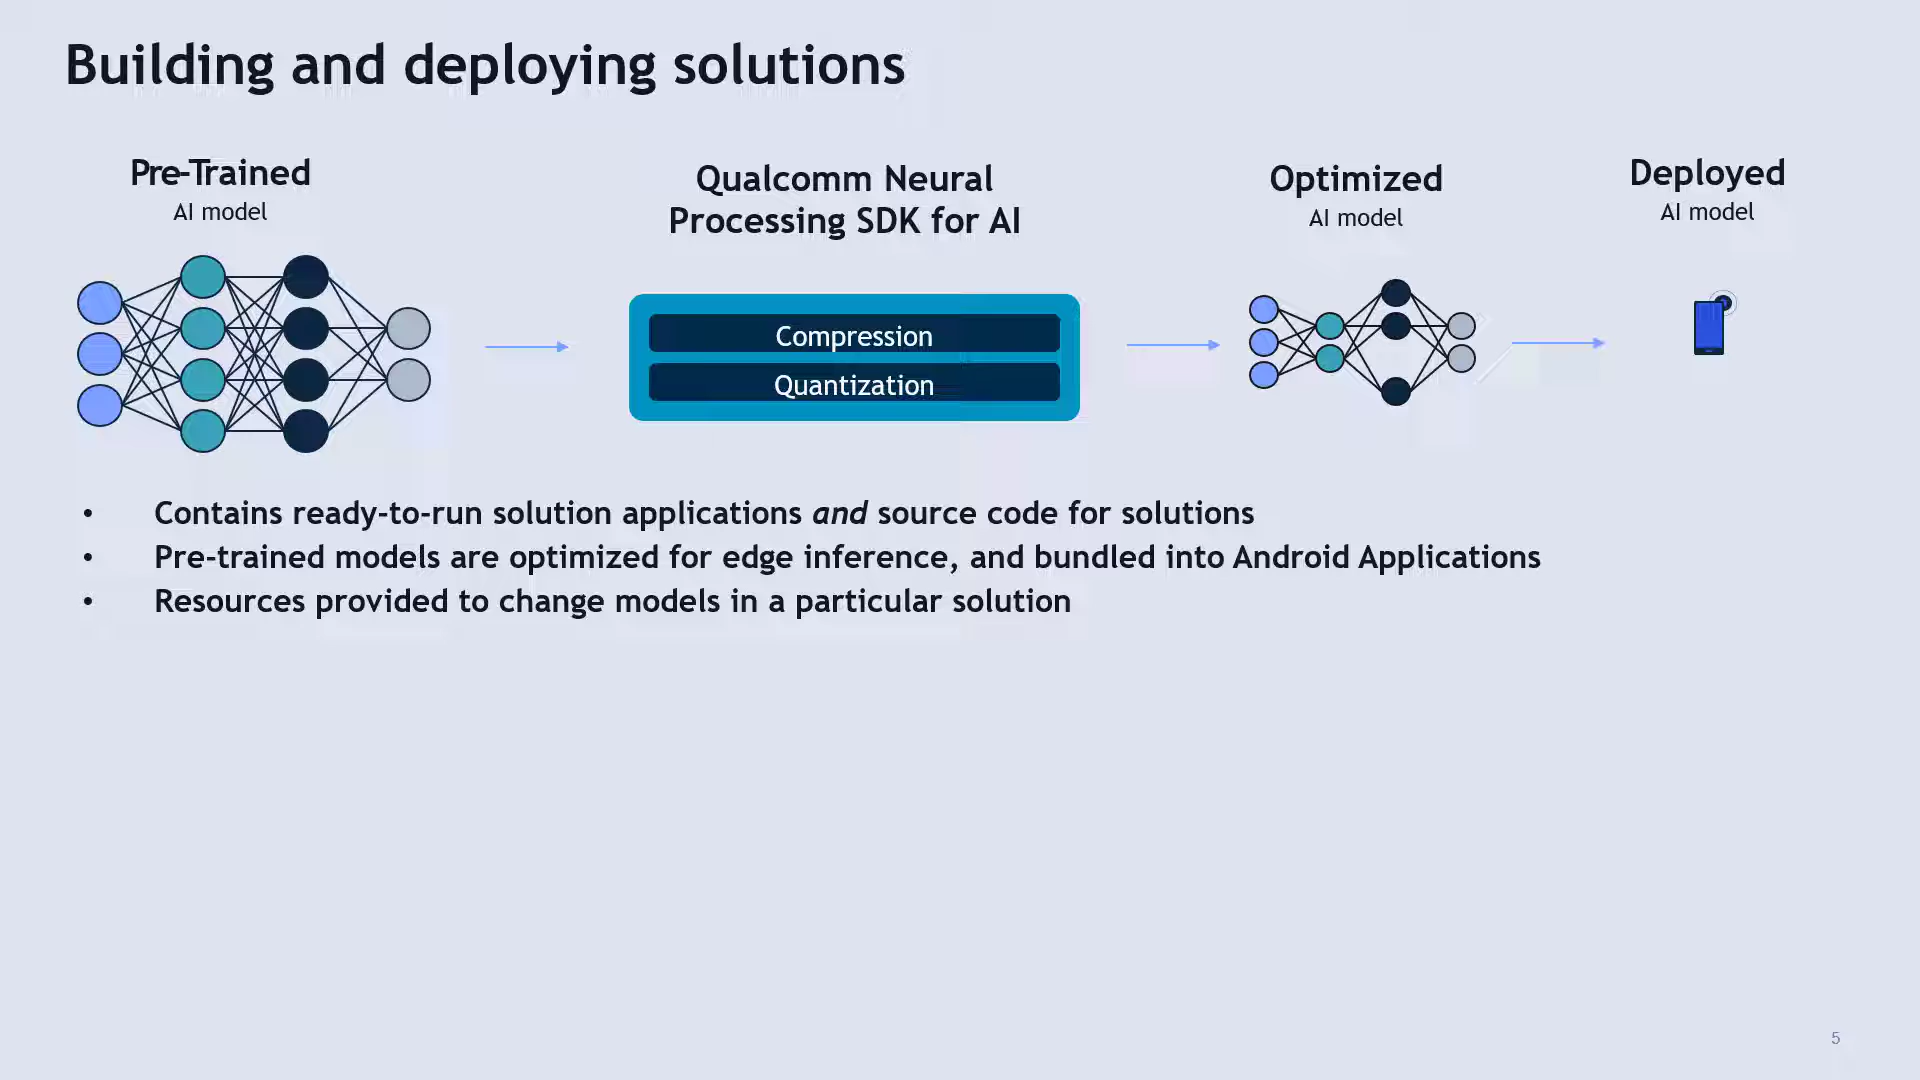 Building and deploying solutions
Pre-Trained
AI model
Qualcomm Neural
Processing SDK for AI
Optimized
AI model
Deployed
AI model
Compression
Quantization
• Contains ready-to-run solution applications and source code for solutions
• Pre-trained models are optimized for edge inference, and bundled into Android Applications
• Resources provided to change models in a particular solution
5